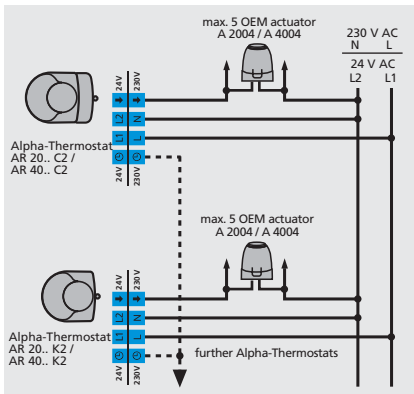 max. 5 OEM actuator
A 2004 / A 4004
230 V AC
N L
24 V AC
L2 L1
24V 230V
L2 N
L1 L
24V 230V
Alpha-Thermostat
AR 20.. C2 /
AR 40.. C2
max. 5 OEM actuator
A 2004 / A 4004
24V 230V
L2 N
L1 L
24V 230V
Alpha-Thermostat
AR 20.. K2 /
AR 40.. K2
further Alpha-Thermostats